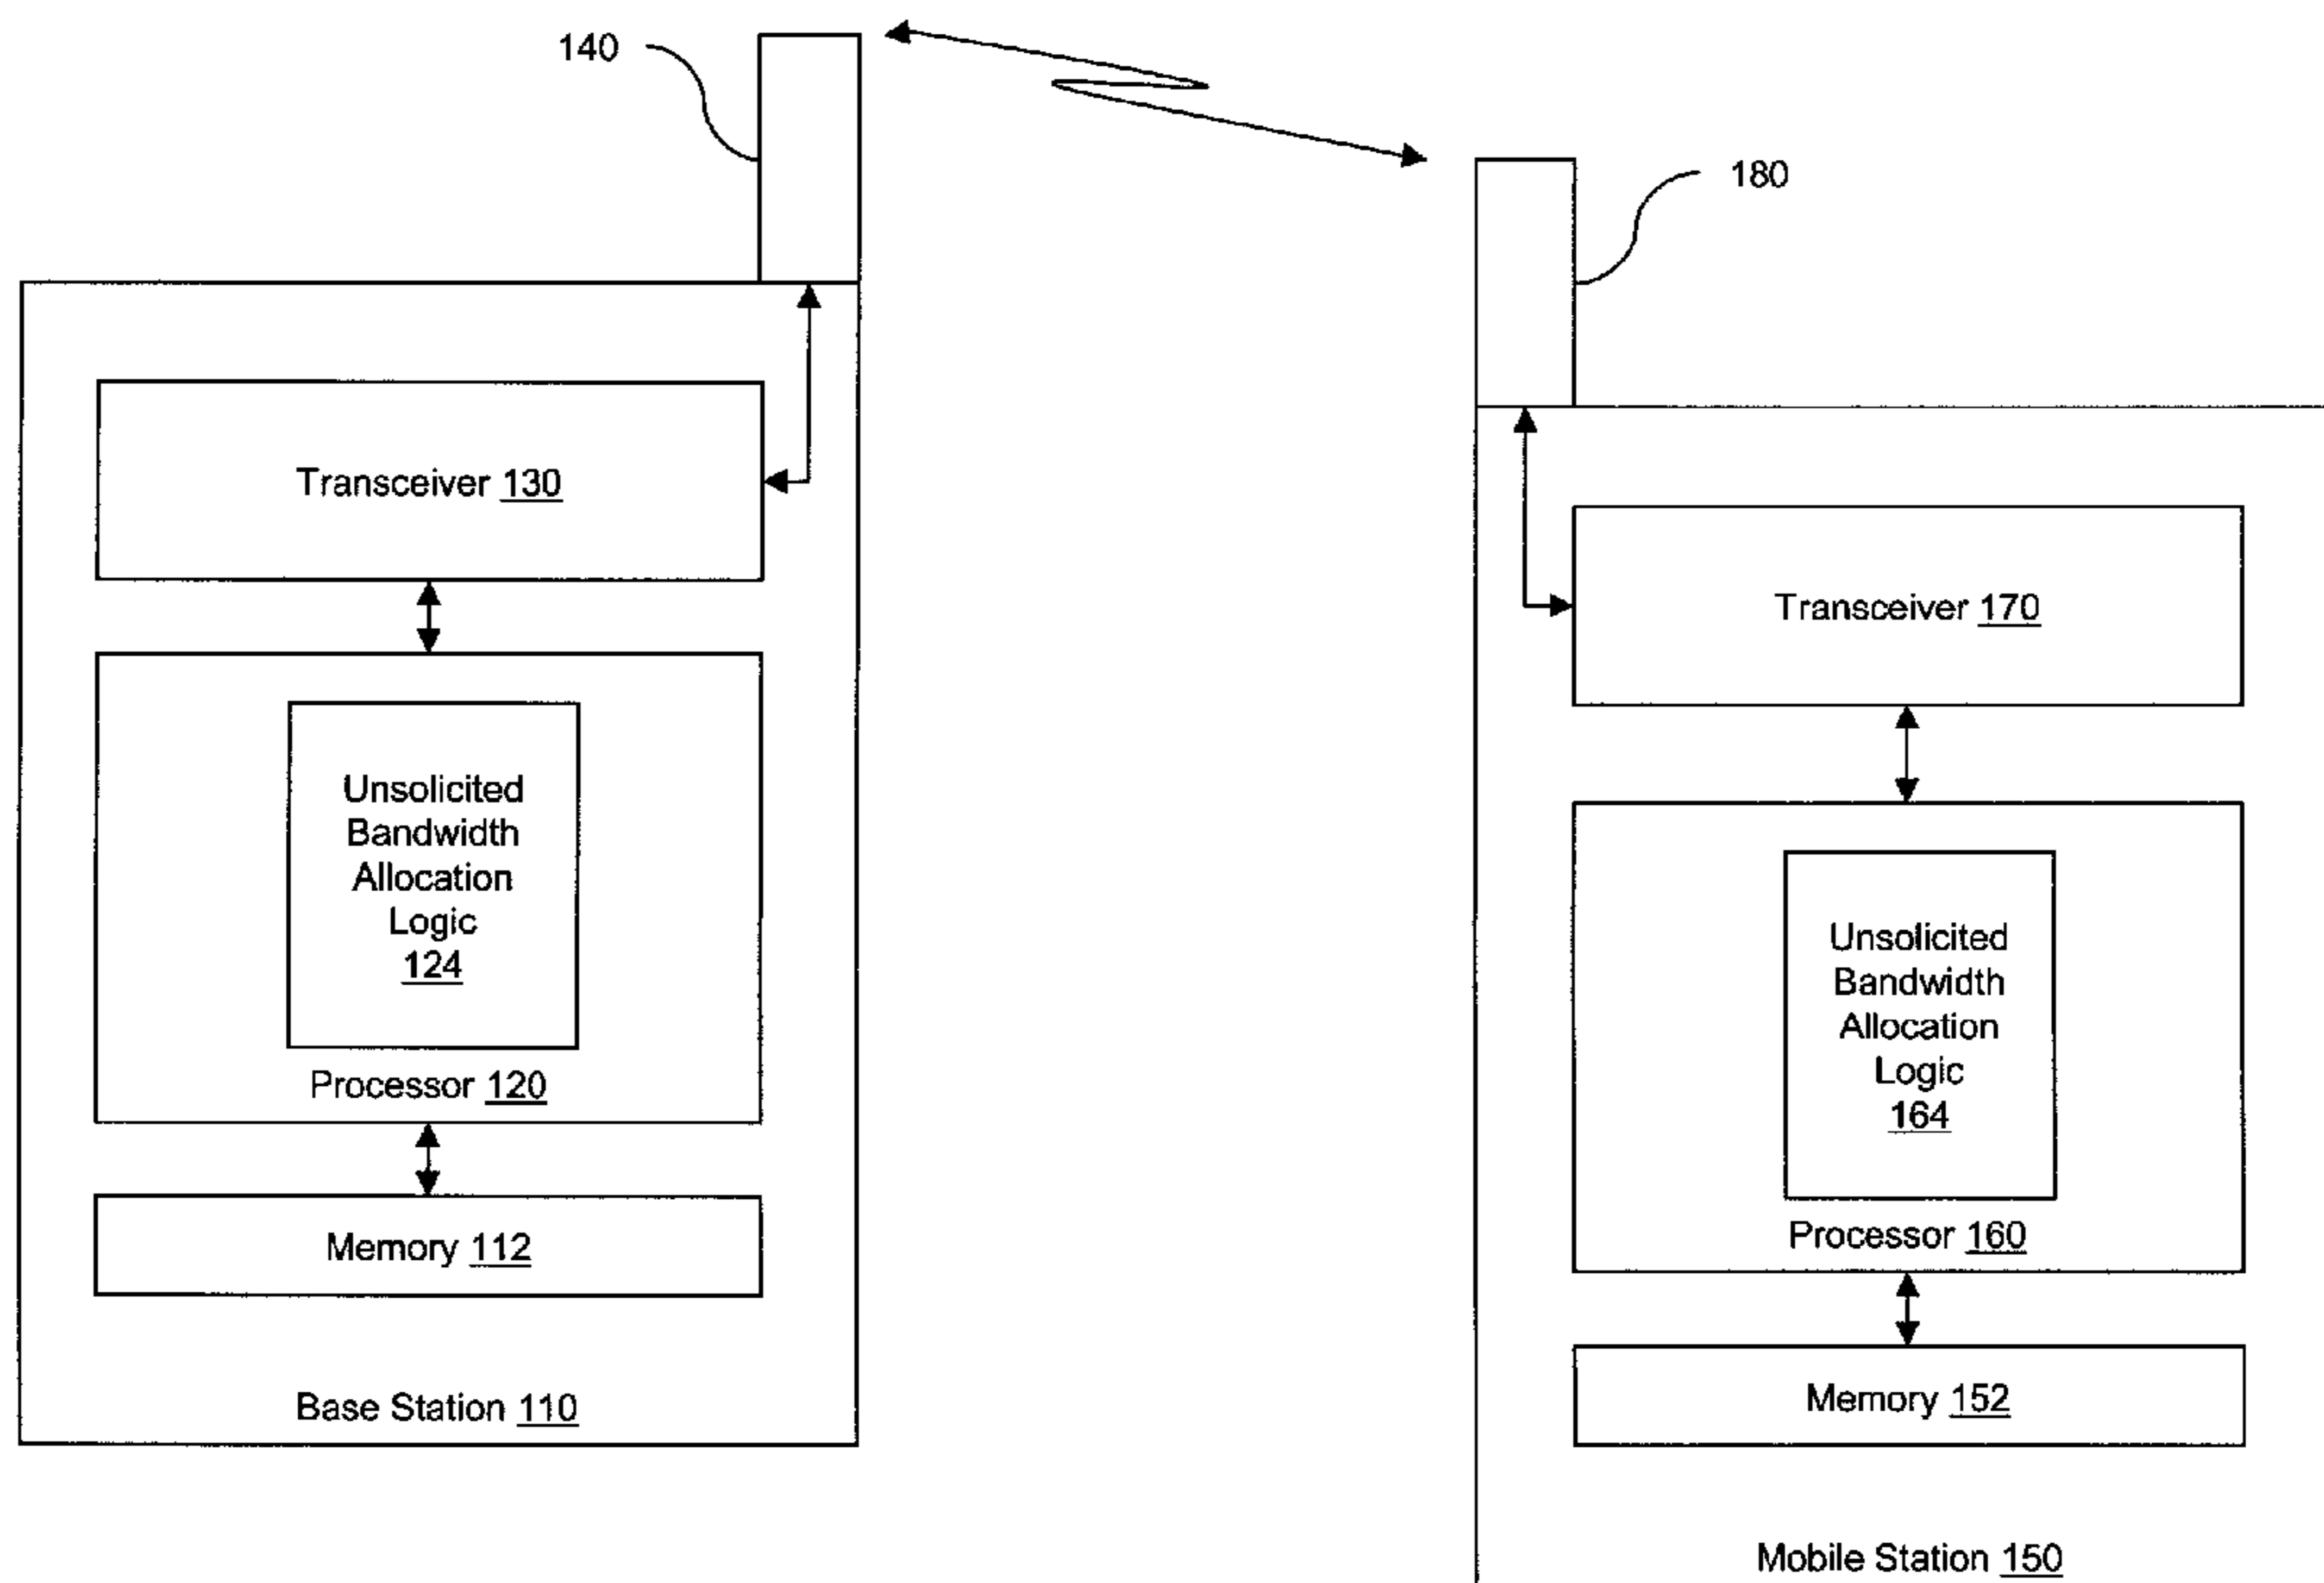 140
180
Transceiver 130
Unsolicited
Bandwidth
Allocation
Logic
124
Processor 120
Memory 112
Base Station 110
Transceiver 170
Unsolicited
Bandwidth
Allocation
Logic
164
Processor 160
Memory 152
Mobile Station 150